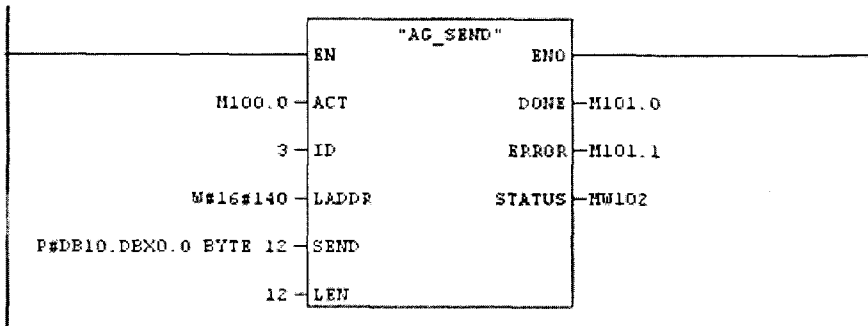 "AG_SEND"
EN ENO
M100.0 ACT DONE M101.0
3 ID ERROR M101.1
W#16#140 LADDR STATUS MW102
P#DB10.DBX0.0 BYTE 12 SEND
12 LEN